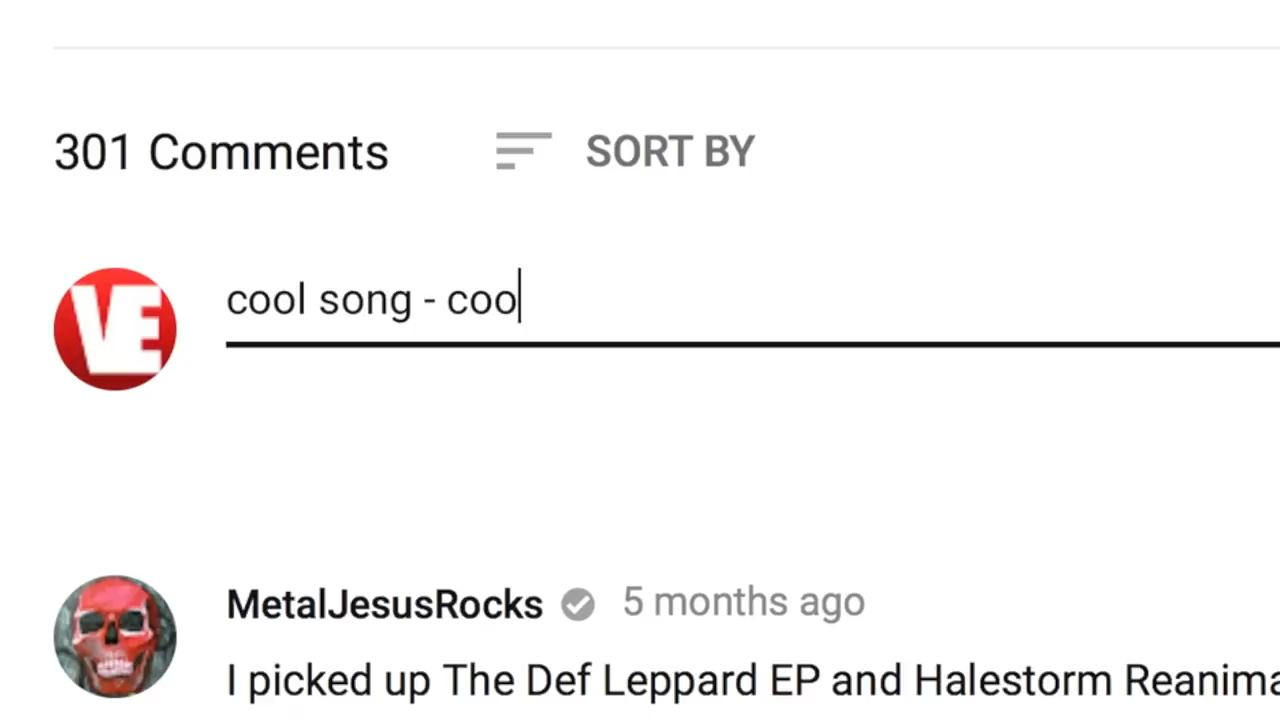 301 Comments
SORT BY
VE
cool song - coo
MetalJesusRocks 5 months ago
I picked up The Def Leppard EP and Halestorm Reanima